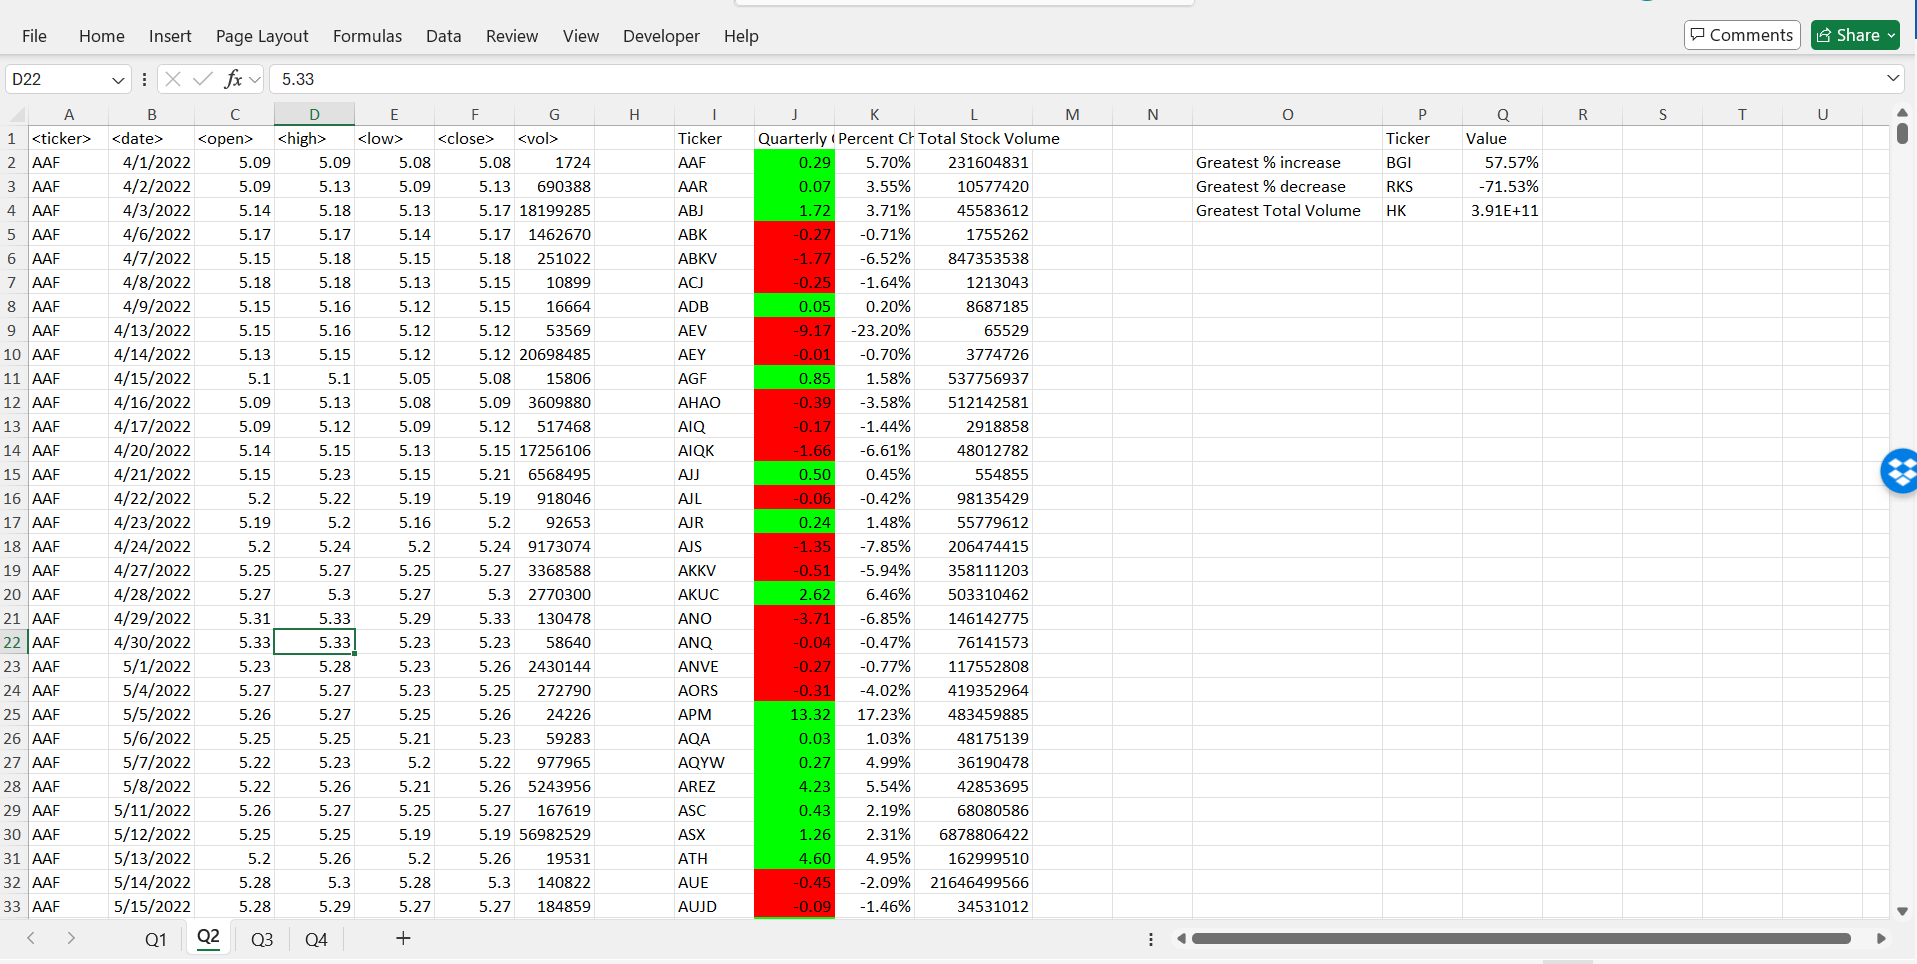 File Home Insert Page Layout Formulas Data Review View Developer Help Comments Share
D22 fx 5.33
A B C D E F G H I J K L M N O P Q R S T U
1 <ticker> <date> <open> <high> <low> <close> <vol> Ticker Quarterly ( Percent Ch Total Stock Volume Ticker Value
2 AAF 4/1/2022 5.09 5.09 5.08 5.08 1724 AAF 0.29 5.70% 231604831 Greatest % increase BGI 57.57%
3 AAF 4/2/2022 5.09 5.13 5.09 5.13 690388 AAR 0.07 3.55% 10577420 Greatest % decrease RKS -71.53%
4 AAF 4/3/2022 5.14 5.18 5.13 5.17 18199285 ABJ 1.72 3.71% 45583612 Greatest Total Volume HK 3.91E+11
5 AAF 4/6/2022 5.17 5.17 5.14 5.17 1462670 ABK -0.27 -0.71% 1755262
6 AAF 4/7/2022 5.15 5.18 5.15 5.18 251022 ABKV -1.77 -6.52% 847353538
7 AAF 4/8/2022 5.18 5.18 5.13 5.15 10899 ACJ -0.25 -1.64% 1213043
8 AAF 4/9/2022 5.15 5.16 5.12 5.15 16664 ADB 0.05 0.20% 8687185
9 AAF 4/13/2022 5.15 5.16 5.12 5.12 53569 AEV -9.17 -23.20% 65529
10 AAF 4/14/2022 5.13 5.15 5.12 5.12 20698485 AEY -0.01 -0.70% 3774726
11 AAF 4/15/2022 5.1 5.1 5.05 5.08 15806 AGF 0.85 1.58% 537756937
12 AAF 4/16/2022 5.09 5.13 5.08 5.09 3609880 AHAO -0.39 -3.58% 512142581
13 AAF 4/17/2022 5.09 5.12 5.09 5.12 517468 AIQ -0.17 -1.44% 2918858
14 AAF 4/20/2022 5.14 5.15 5.13 5.15 17256106 AIQK -1.66 -6.61% 48012782
15 AAF 4/21/2022 5.15 5.23 5.15 5.21 6568495 AJJ 0.50 0.45% 554855
16 AAF 4/22/2022 5.2 5.22 5.19 5.19 918046 AJL -0.06 -0.42% 98135429
17 AAF 4/23/2022 5.19 5.2 5.16 5.2 92653 AJR 0.24 1.48% 55779612
18 AAF 4/24/2022 5.2 5.24 5.2 5.24 9173074 AJS -1.35 -7.85% 206474415
19 AAF 4/27/2022 5.25 5.27 5.25 5.27 3368588 AKKV -0.51 -5.94% 358111203
20 AAF 4/28/2022 5.27 5.3 5.27 5.3 2770300 AKUC 2.62 6.46% 503310462
21 AAF 4/29/2022 5.31 5.33 5.29 5.33 130478 ANO -3.71 -6.85% 146142775
22 AAF 4/30/2022 5.33 5.33 5.23 5.23 58640 ANQ -0.04 -0.47% 76141573
23 AAF 5/1/2022 5.23 5.28 5.23 5.26 2430144 ANVE -0.27 -0.77% 117552808
24 AAF 5/4/2022 5.27 5.27 5.23 5.25 272790 AORS -0.31 -4.02% 419352964
25 AAF 5/5/2022 5.26 5.27 5.25 5.26 24226 APM 13.32 17.23% 483459885
26 AAF 5/6/2022 5.25 5.25 5.21 5.23 59283 AQA 0.03 1.03% 48175139
27 AAF 5/7/2022 5.22 5.23 5.2 5.22 977965 AQYW 0.27 4.99% 36190478
28 AAF 5/8/2022 5.22 5.26 5.21 5.26 5243956 AREZ 4.23 5.54% 42853695
29 AAF 5/11/2022 5.26 5.27 5.25 5.27 167619 ASC 0.43 2.19% 68080586
30 AAF 5/12/2022 5.25 5.25 5.19 5.19 56982529 ASX 1.26 2.31% 6878806422
31 AAF 5/13/2022 5.2 5.26 5.2 5.26 19531 ATH 4.60 4.95% 162999510
32 AAF 5/14/2022 5.28 5.3 5.28 5.3 140822 AUE -0.45 -2.09% 21646499566
33 AAF 5/15/2022 5.28 5.29 5.27 5.27 184859 AUJD -0.09 -1.46% 34531012
Q1 Q2 Q3 Q4